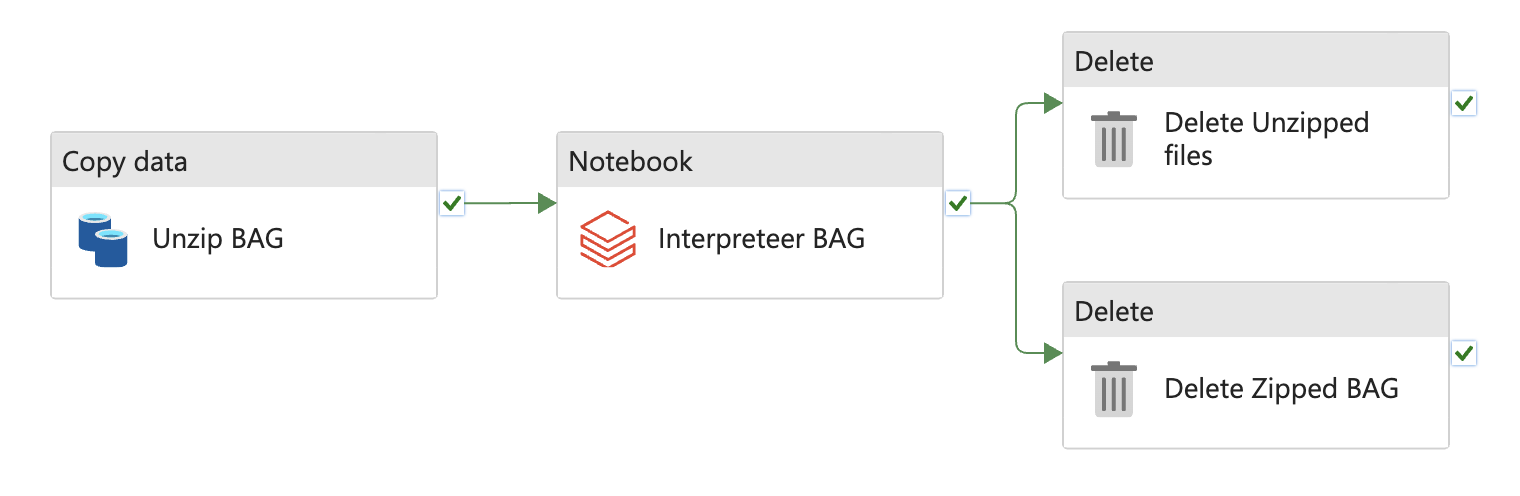 Copy data
Unzip BAG
Notebook
Interpreteer BAG
Delete
Delete Unzipped
files
Delete
Delete Zipped BAG